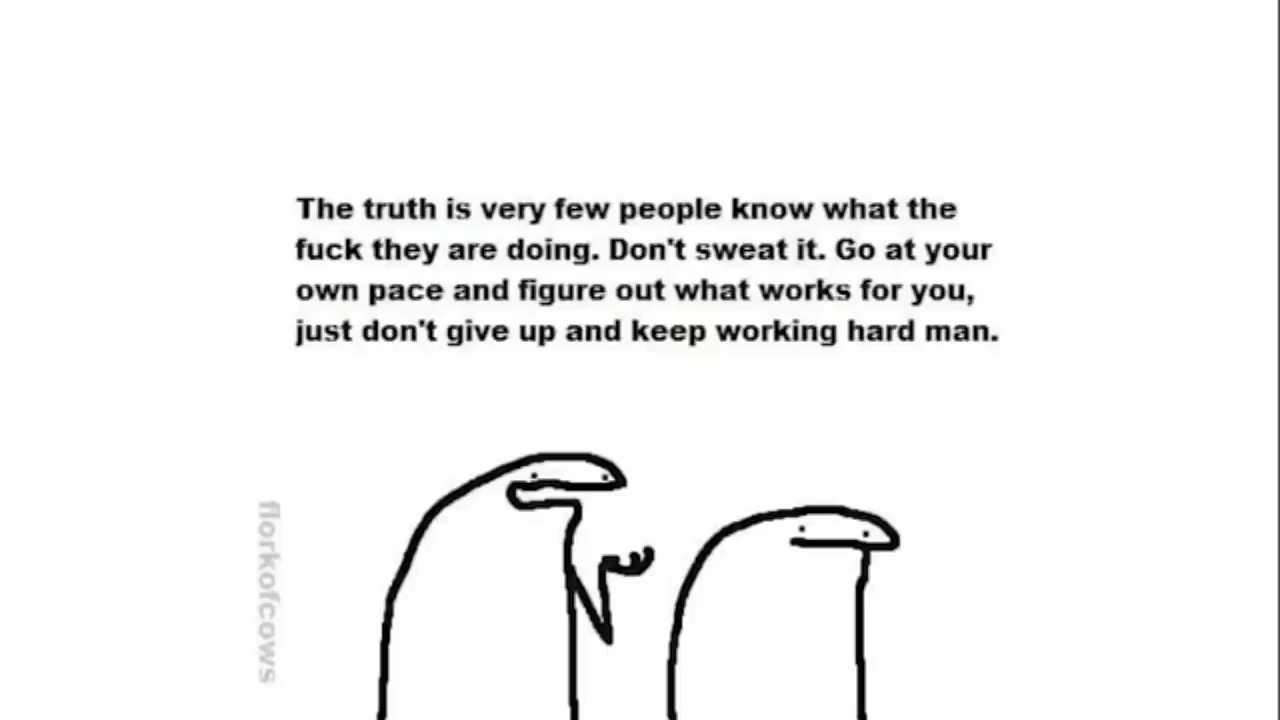 The truth is very few people know what the
fuck they are doing. Don't sweat it. Go at your
own pace and figure out what works for you,
just don't give up and keep working hard man.
florkofcows